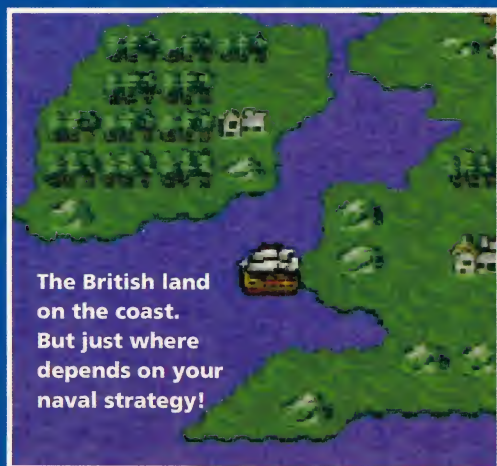 The British land
on the coast.
But just where
depends on your
naval strategy!